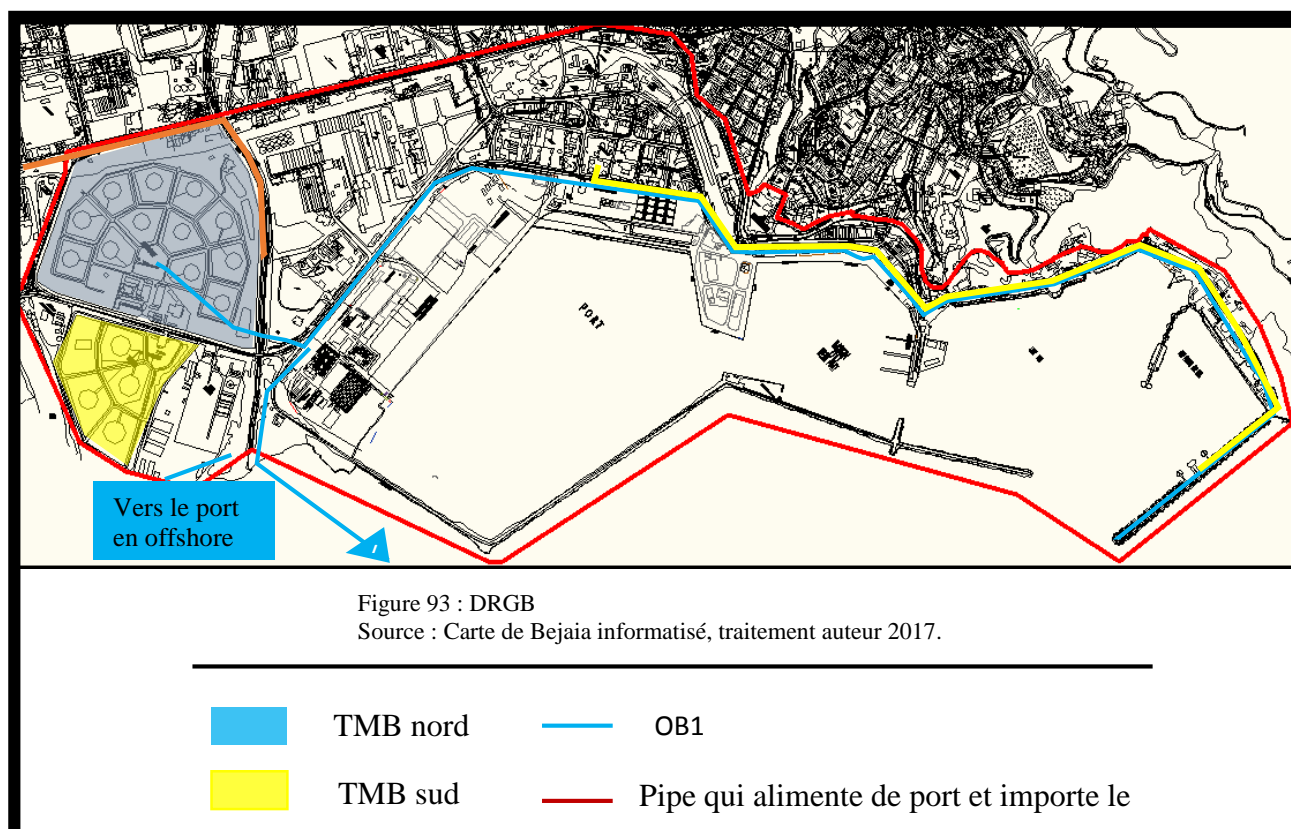 PORT
Vers le port
en offshore
Figure 93 : DRGB
Source : Carte de Bejaia informatisé, traitement auteur 2017.
TMB nord
OB1
TMB sud
Pipe qui alimente de port et importe le